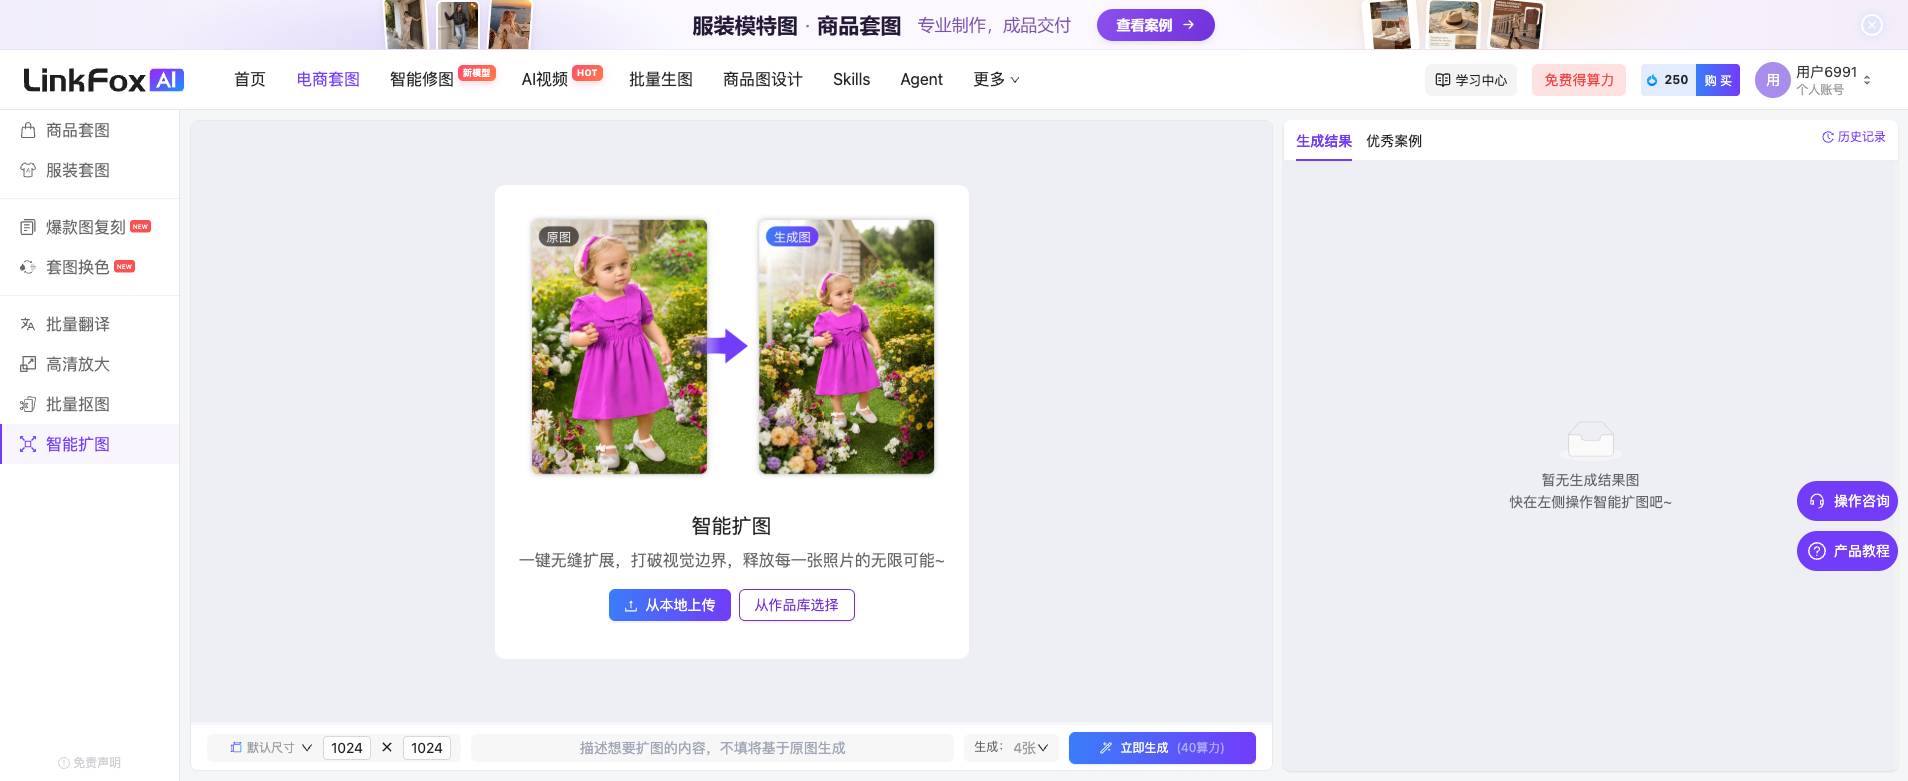 服装模特图 · 商品套图 专业制作，成品交付 查看案例 →
LinkFox AI
首页 电商套图 智能修图 新模型 AI视频 HOT 批量生图 商品图设计 Skills Agent 更多
学习中心 免费得算力 250 购 买 用 用户6991
个人账号
商品套图
服装套图
爆款图复刻 NEW
套图换色 NEW
批量翻译
高清放大
批量抠图
智能扩图
免责声明
原图 生成图
智能扩图
一键无缝扩展，打破视觉边界，释放每一张照片的无限可能~
从本地上传 从作品库选择
默认尺寸 1024 × 1024 描述想要扩图的内容，不填将基于原图生成 生成： 4张 立即生成 (40算力)
生成结果 优秀案例 历史记录
暂无生成结果图
快在左侧操作智能扩图吧~
操作咨询
产品教程